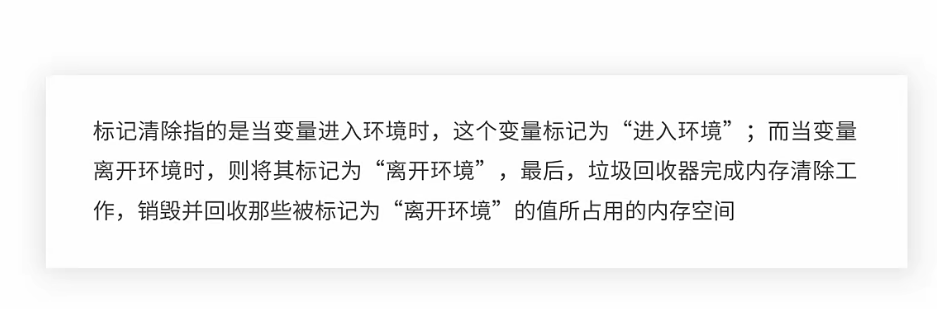 标记清除指的是当变量进入环境时，这个变量标记为“进入环境”；而当变量
离开环境时，则将其标记为“离开环境”，最后，垃圾回收器完成内存清除工
作，销毁并回收那些被标记为“离开环境”的值所占用的内存空间